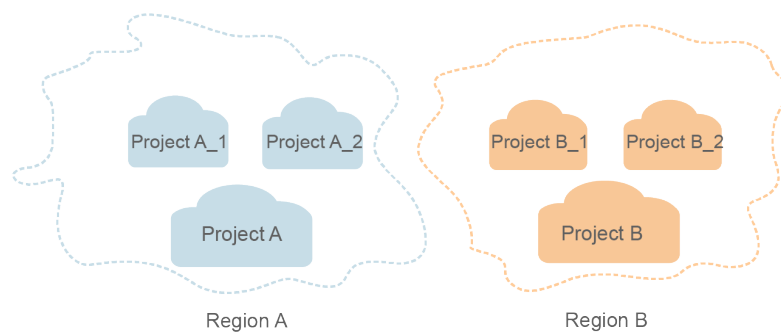 Project A_1
Project A_2
Project B_1
Project B_2
Project A
Project B
Region A
Region B